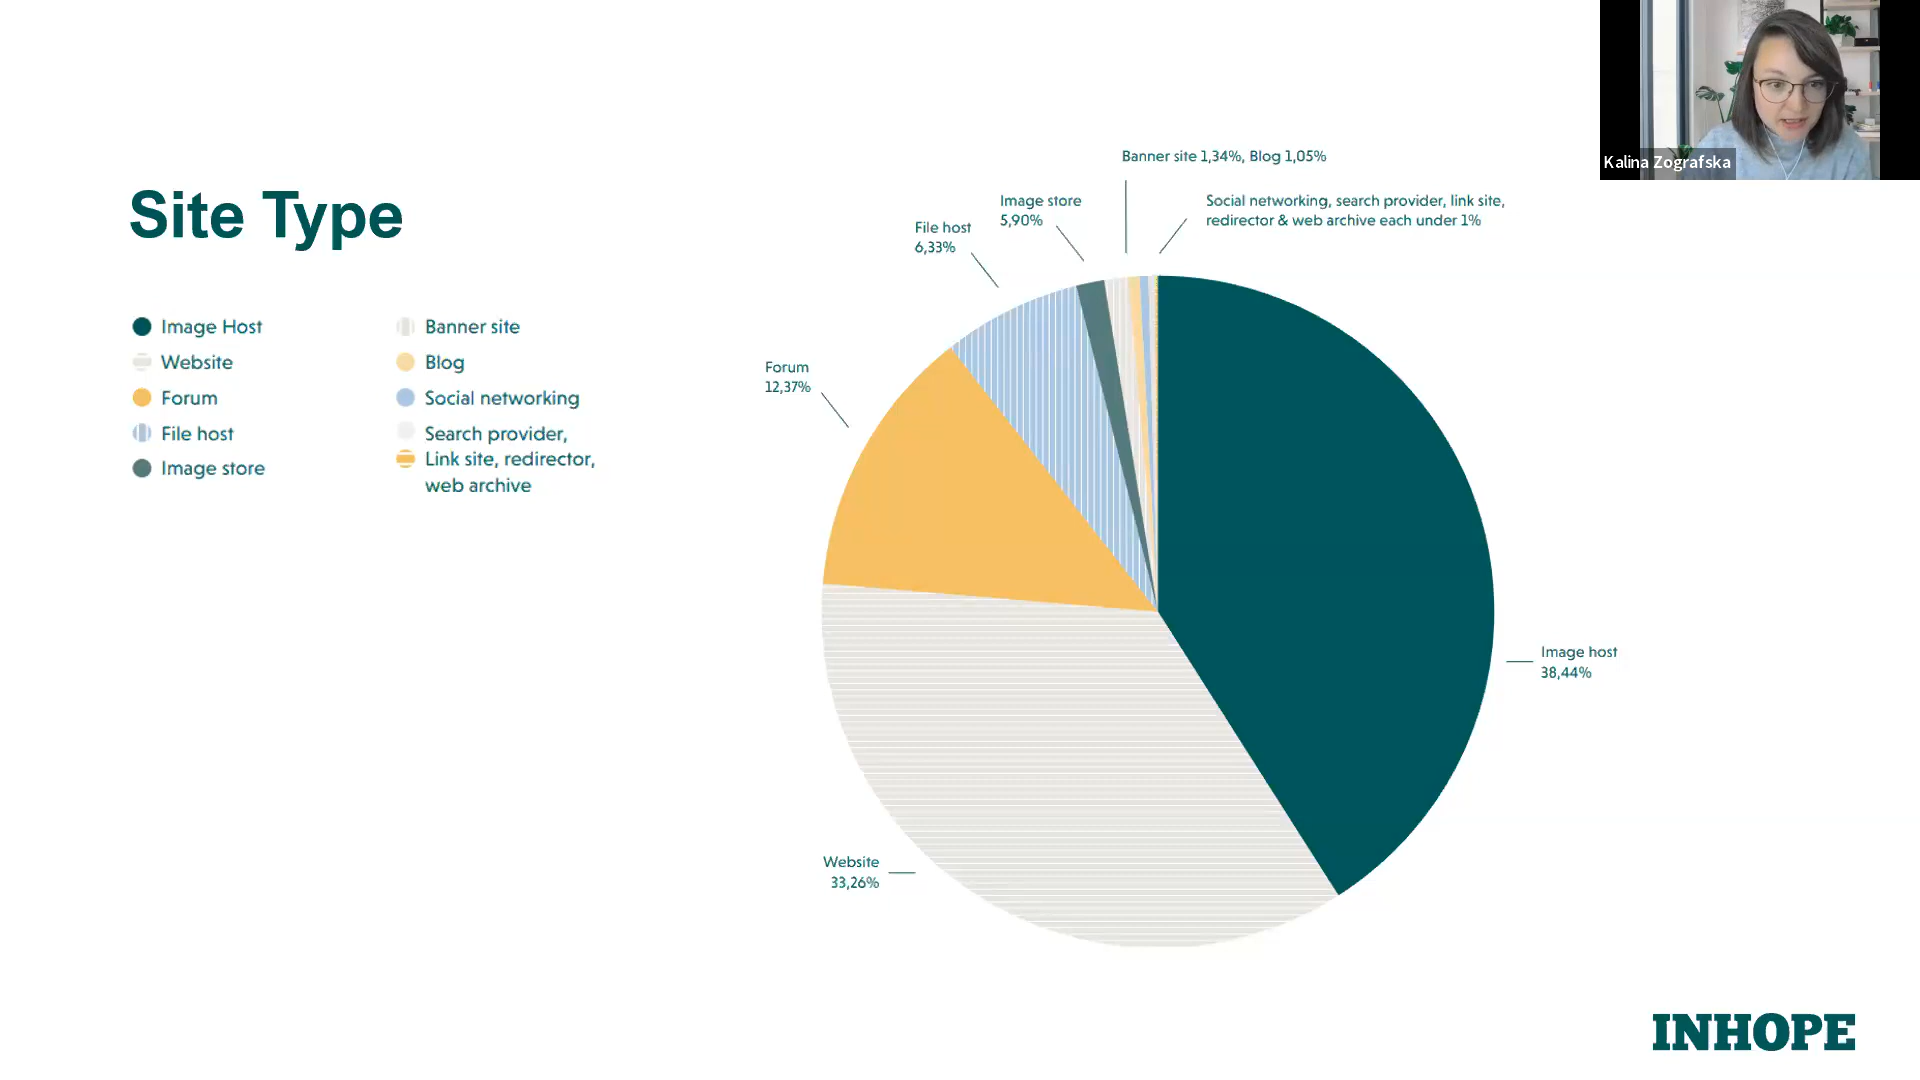 Kalina Zografska
Banner site 1,34%, Blog 1,05%
Site Type
Image store
5,90%
Social networking, search provider, link site,
redirector & web archive each under 1%
File host
6,33%
Image Host
Website
Forum
File host
Image store
Banner site
Blog
Social networking
Search provider,
Link site, redirector,
web archive
Forum
12,37%
Image host
38,44%
Website
33,26%
INHOPE